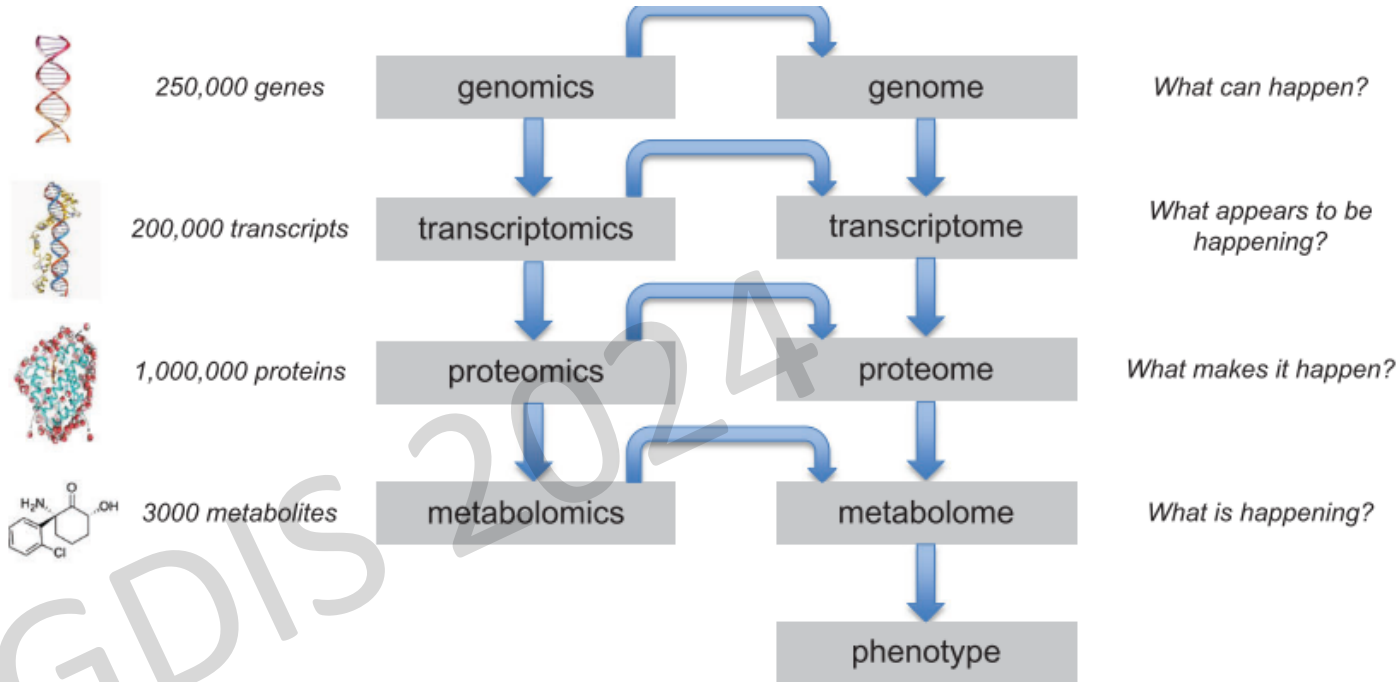 250,000 genes
genomics
genome
What can happen?
200,000 transcripts
transcriptomics
transcriptome
What appears to be
happening?
1,000,000 proteins
proteomics
proteome
What makes it happen?
H₂N
O
OH
Cl
3000 metabolites
metabolomics
metabolome
What is happening?
phenotype
GDIS 2024